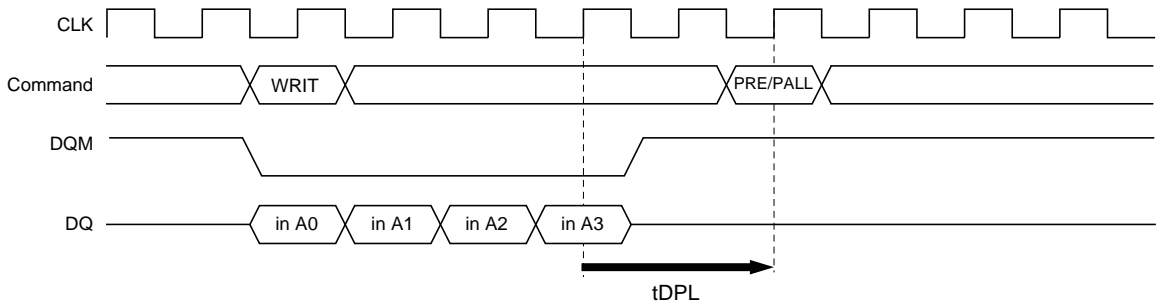 CLK
Command WRIT PRE/PALL
DQM
DQ in A0 in A1 in A2 in A3
tDPL